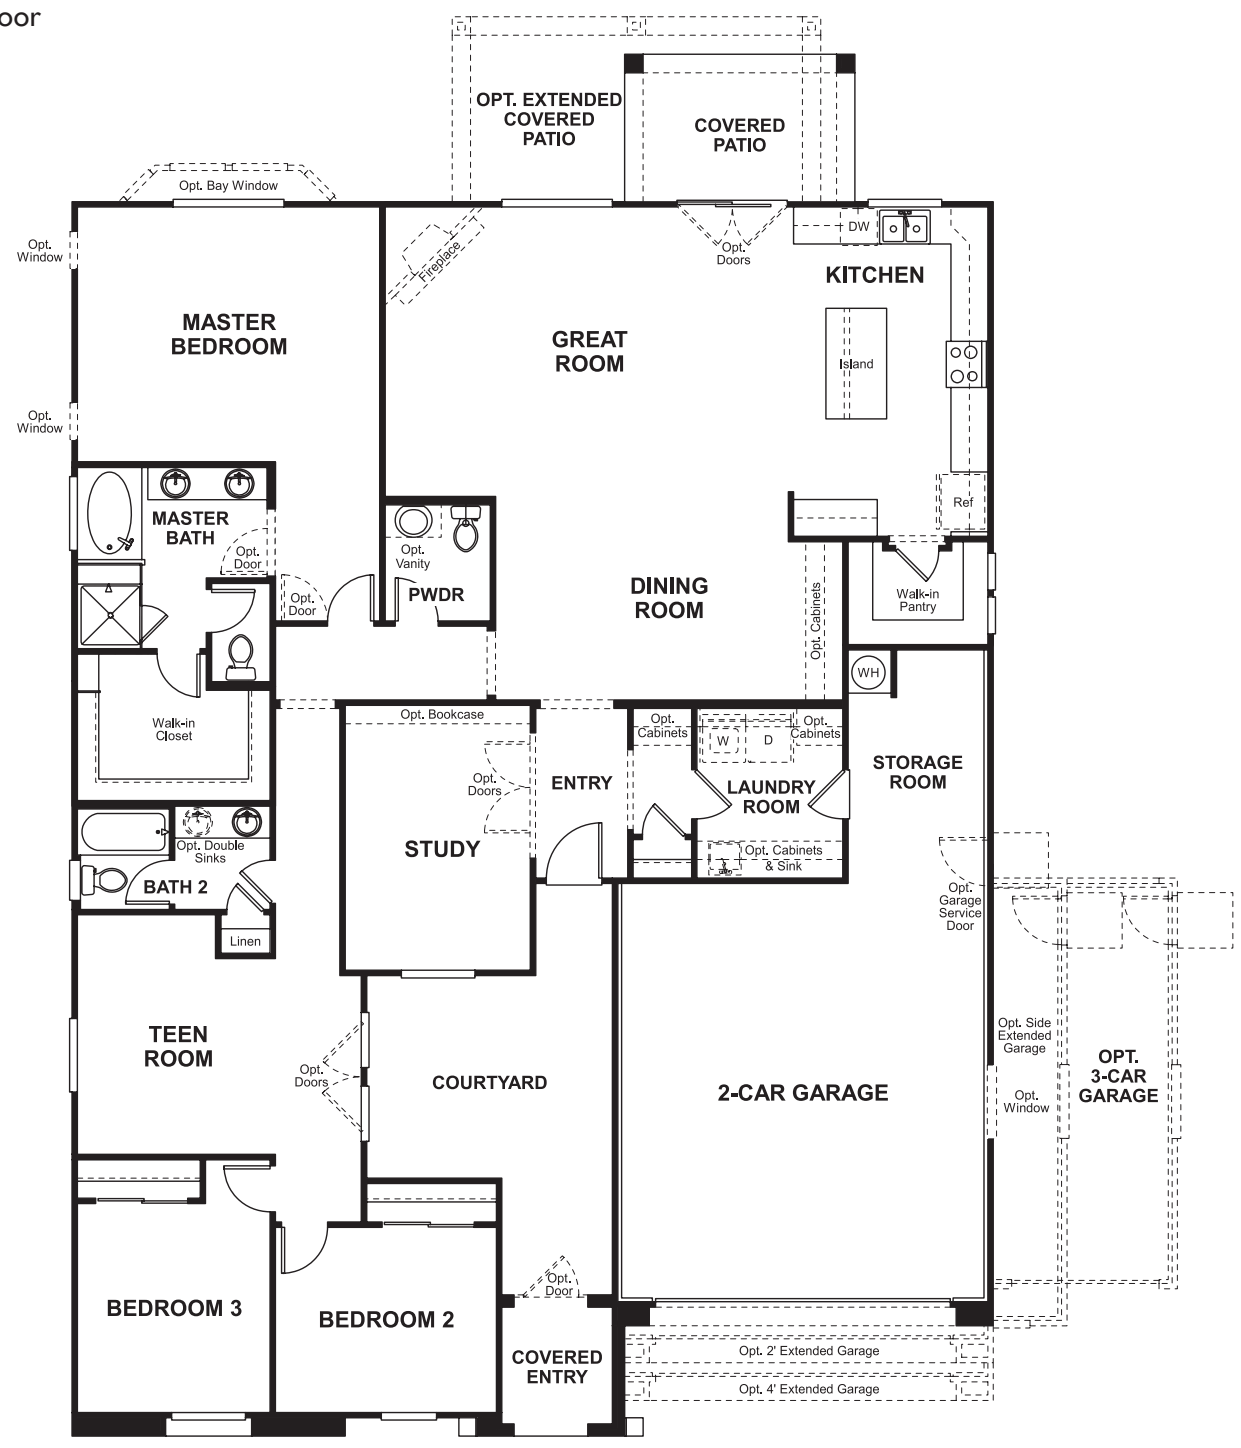 oor
OPT. EXTENDED
COVERED
PATIO
COVERED
PATIO
Opt. Bay Window
Opt.
Window
Fireplace
Opt.
Doors
DW
KITCHEN
MASTER
BEDROOM
GREAT
ROOM
Island
Opt.
Window
MASTER
BATH
Opt.
Door
Opt.
Vanity
PWDR
Opt.
Door
Ref
DINING
ROOM
Opt. Cabinets
Walk-in
Pantry
WH
Walk-in
Closet
Opt. Bookcase
Opt.
Cabinets
W
D
Opt.
Cabinets
ENTRY
Opt.
Doors
LAUNDRY
ROOM
STORAGE
ROOM
Opt. Double
Sinks
STUDY
Opt. Cabinets
& Sink
BATH 2
Opt.
Garage
Service
Door
Linen
TEEN
ROOM
Opt.
Doors
COURTYARD
2-CAR GARAGE
Opt. Side
Extended
Garage
Opt.
Window
OPT.
3-CAR
GARAGE
BEDROOM 3
BEDROOM 2
Opt.
Door
COVERED
ENTRY
Opt. 2' Extended Garage
Opt. 4' Extended Garage